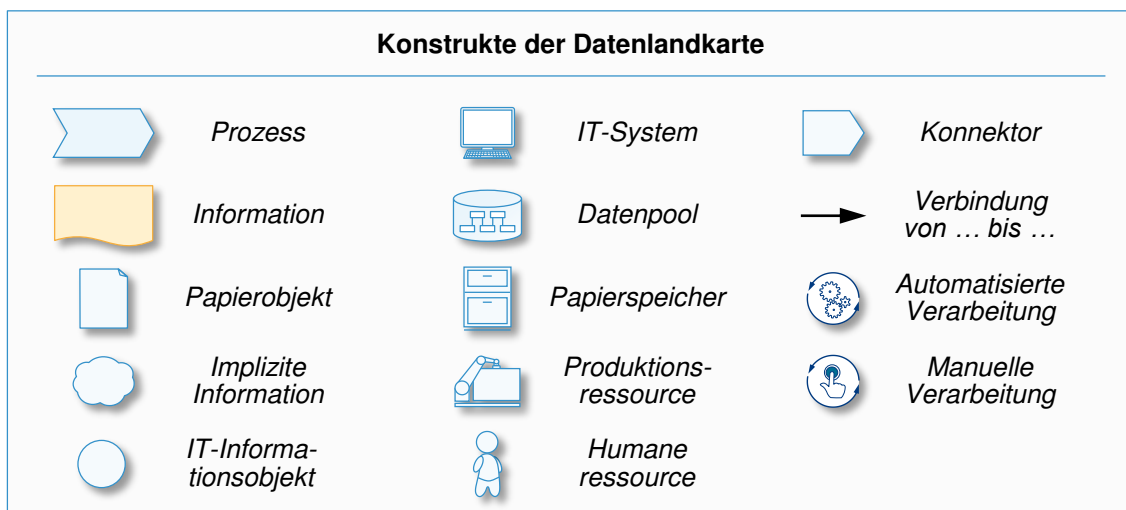 Konstrukte der Datenlandkarte
Prozess
IT-System
Konnektor
Information
Datenpool
Verbindung
von … bis …
Papierobjekt
Papierspeicher
Automatisierte
Verarbeitung
Implizite
Information
Produktions-
ressource
Manuelle
Verarbeitung
IT-Informa-
tionsobjekt
Humane
ressource